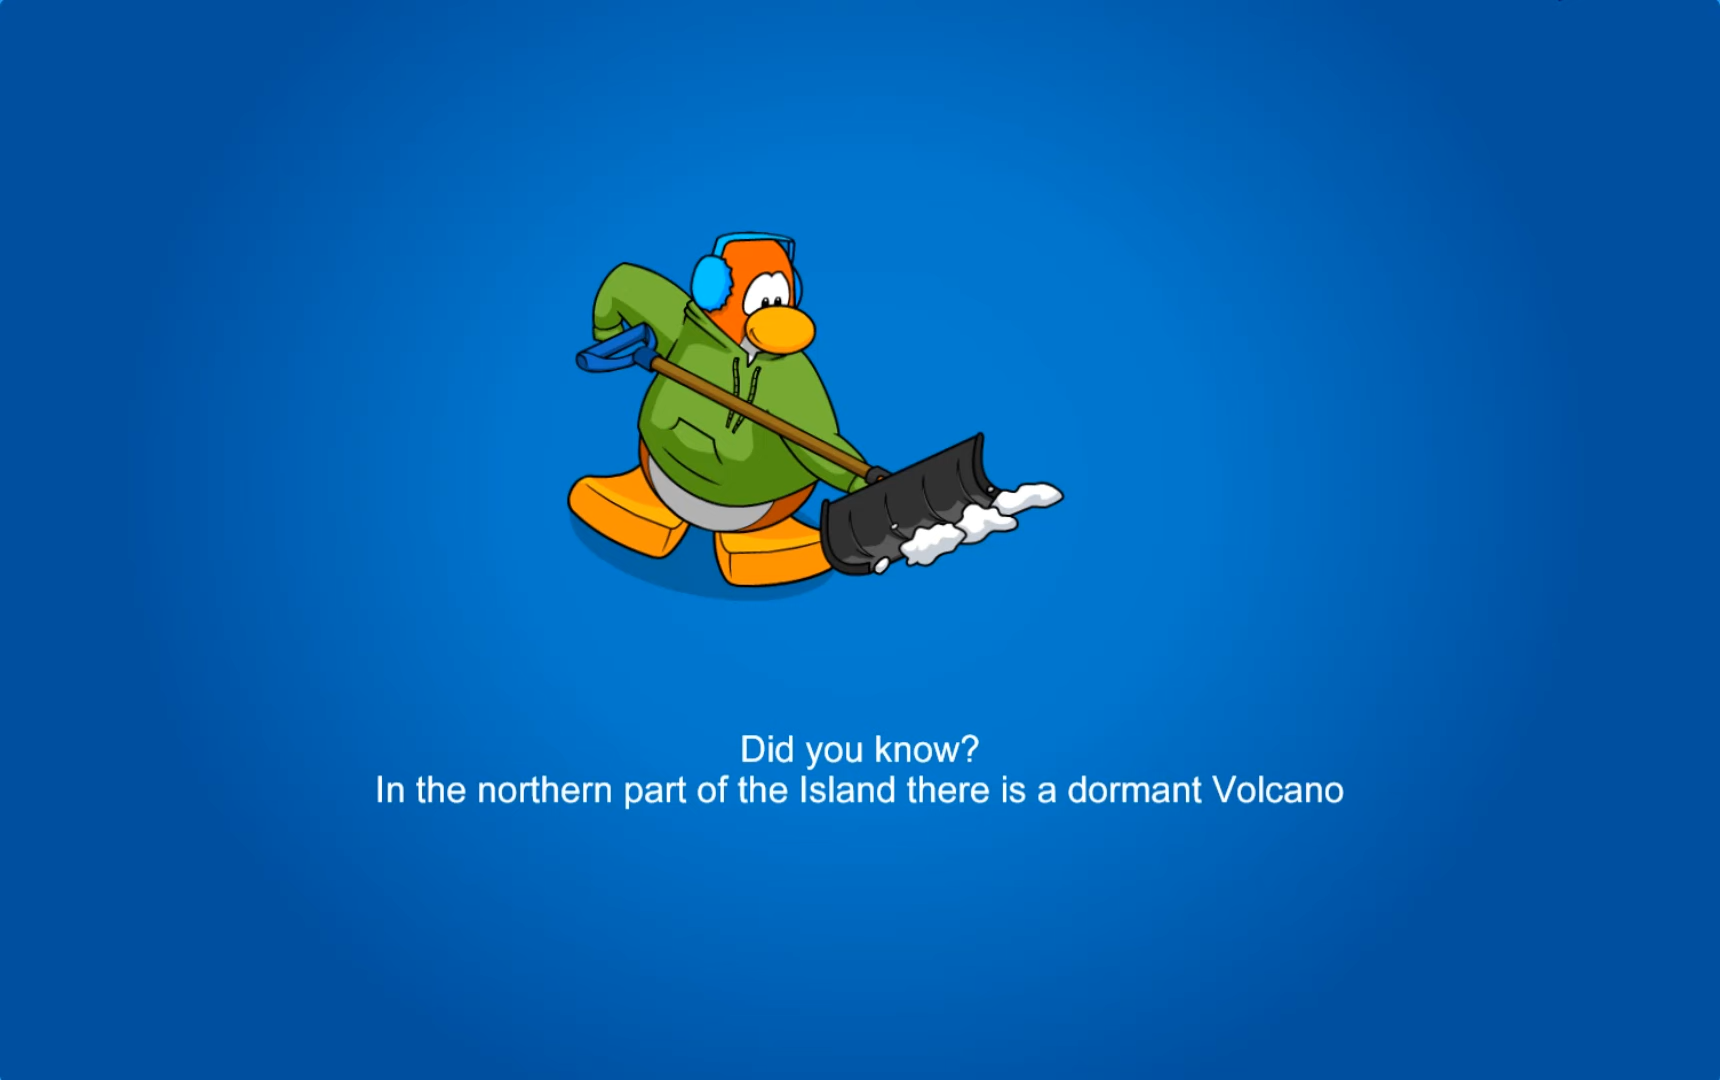 Did you know?
In the northern part of the Island there is a dormant Volcano